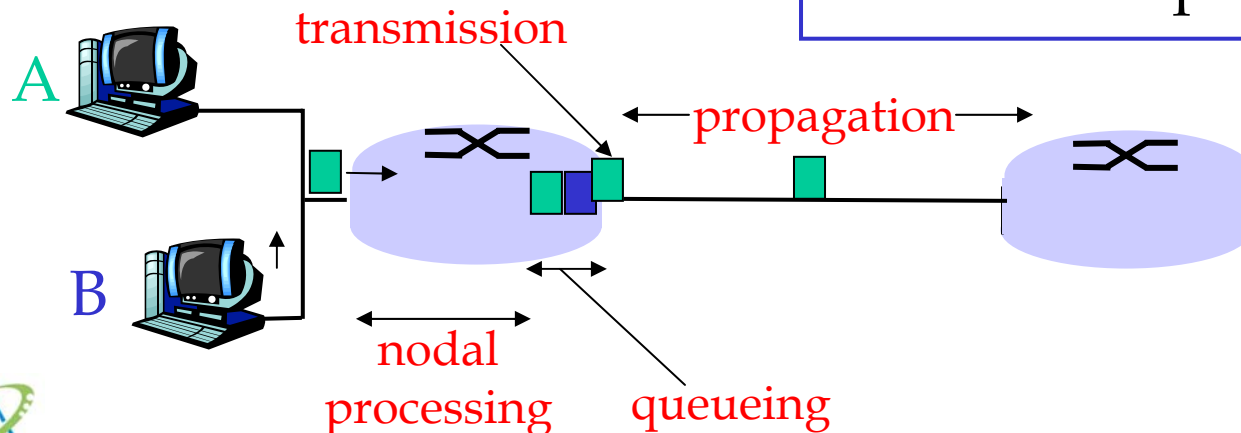 transmission
A
propagation
B
nodal
processing
queueing